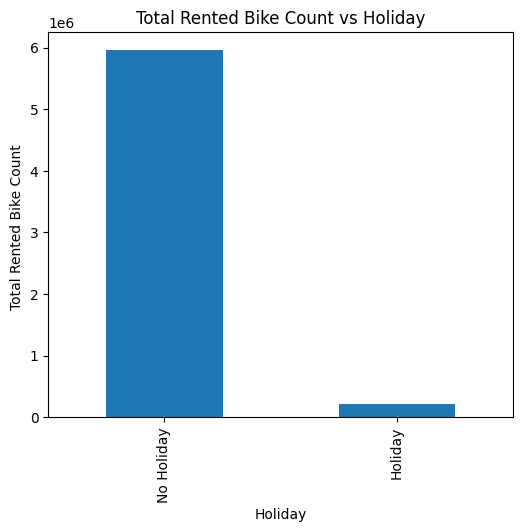 Total Rented Bike Count vs Holiday
1e6
6
5
4
3
2
1
0
Total Rented Bike Count
No Holiday
Holiday
Holiday